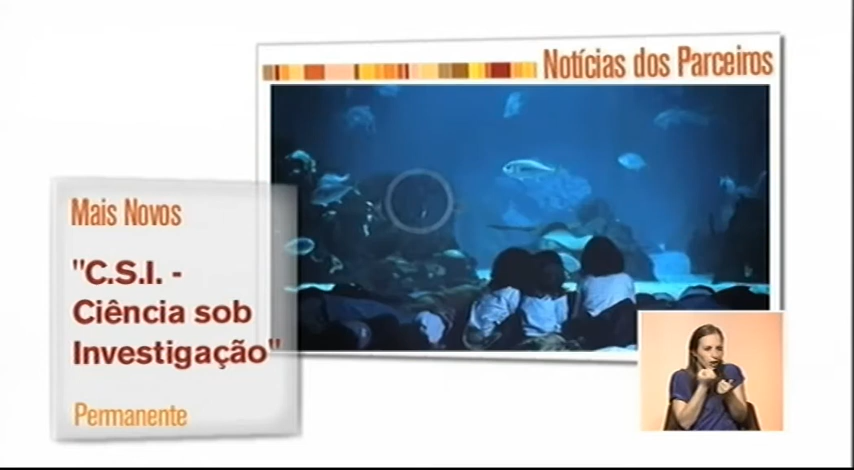 Notícias dos Parceiros
Mais Novos
"C.S.I. -
Ciência sob
Investigação"
Permanente